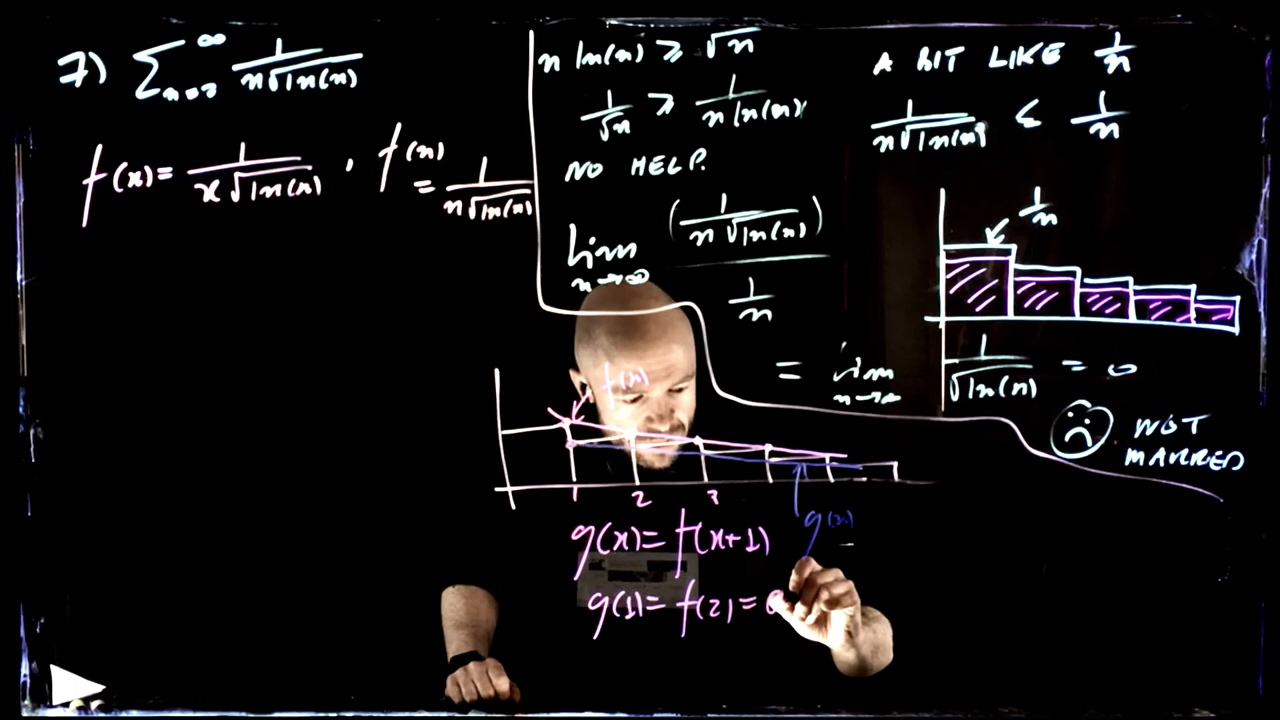 7) ∑_{n=2}^{∞} 1/(n√ln(n))
f(x) = 1/(x√ln(x)) , f(n) = 1/(n√ln(n))
n ln(n) ≥ √n
1/√n ≥ 1/(n ln(n))
NO HELP.
lim_{n→∞} (1/(n√ln(n))) / (1/n)
= lim_{n→∞} 1/√ln(n) = 0
A BIT LIKE 1/n
1/(n√ln(n)) ≤ 1/n
1/n
NOT
MARRIED
f(x)
1 2 3
g(x)
g(x) = f(x+1)
g(1) = f(2) =